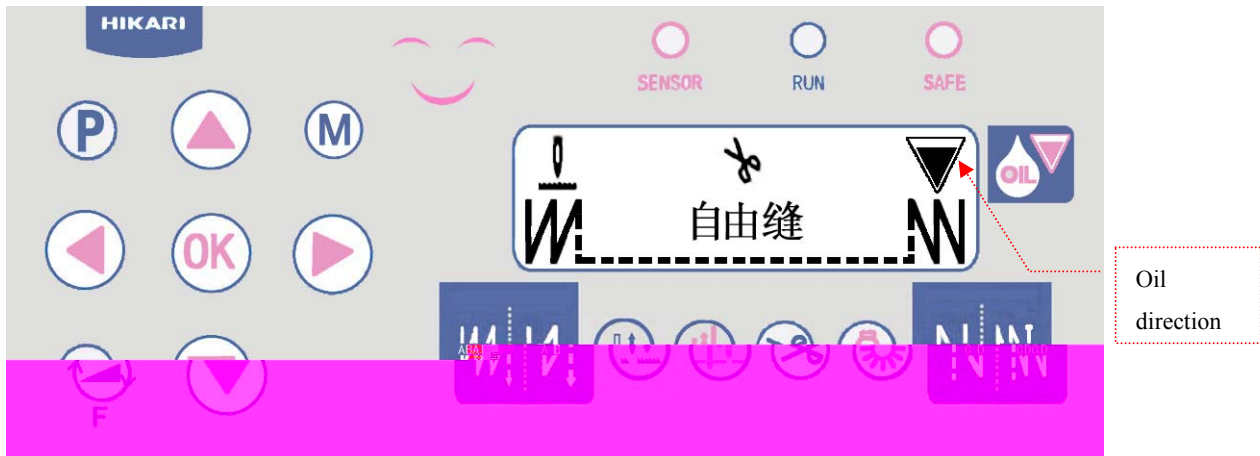 HIKARI
SENSOR
RUN
SAFE
P
M
OIL
自由缝
OK
Oil
direction
F